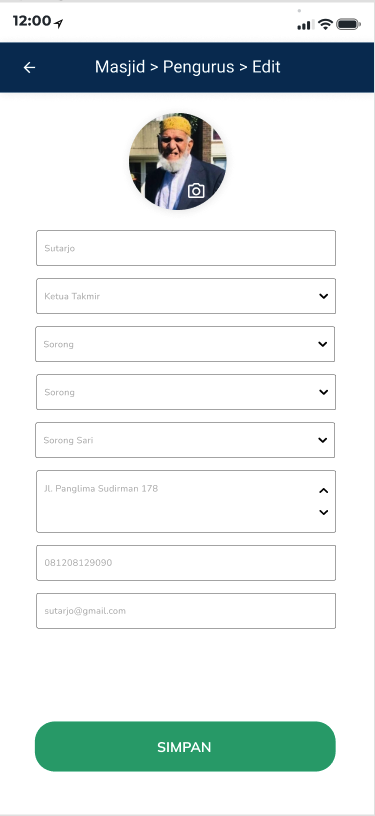 12:00
Masjid > Pengurus > Edit
Sutarjo
Ketua Takmir
Sorong
Sorong
Sorong Sari
Jl. Panglima Sudirman 178
081208129090
sutarjo@gmail.com
SIMPAN